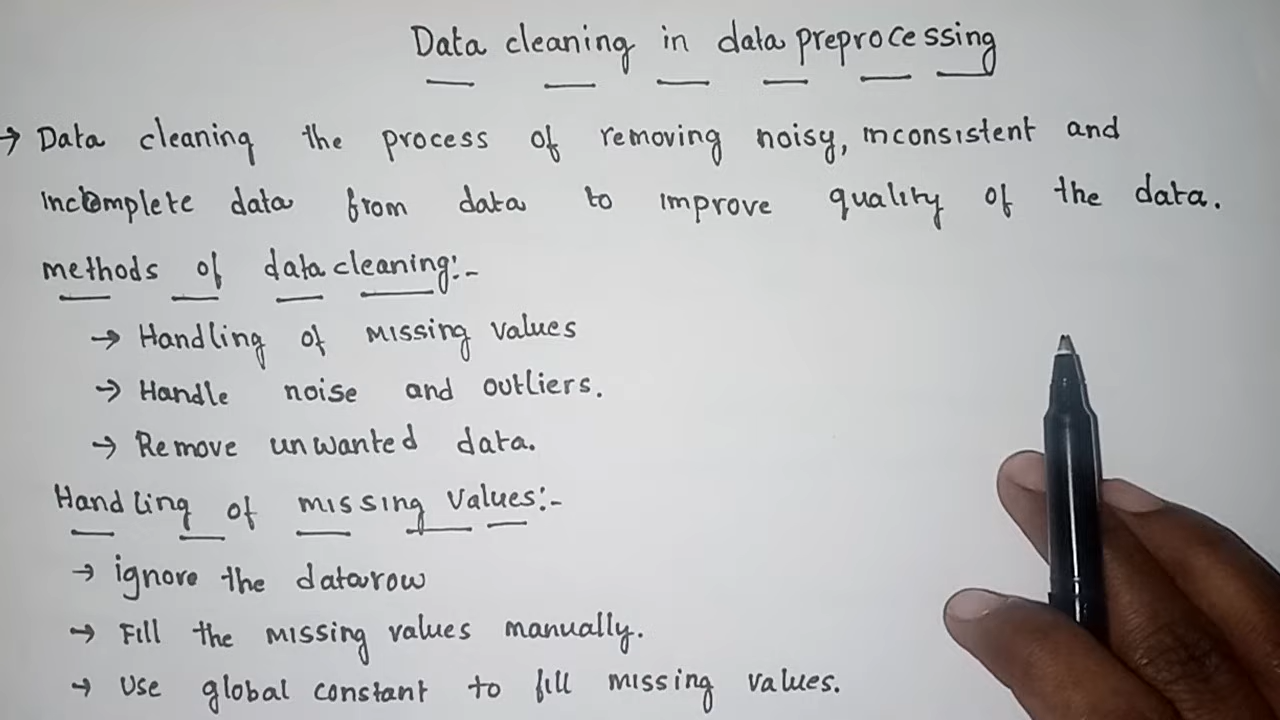 Data cleaning in data preprocessing
→ Data cleaning the process of removing noisy, inconsistent and
incomplete data from data to improve quality of the data.
methods of data cleaning:-
→ Handling of missing values
→ Handle noise and outliers.
→ Remove unwanted data.
Handling of missing values:-
→ ignore the datarow
→ Fill the missing values manually.
→ Use global constant to fill missing values.